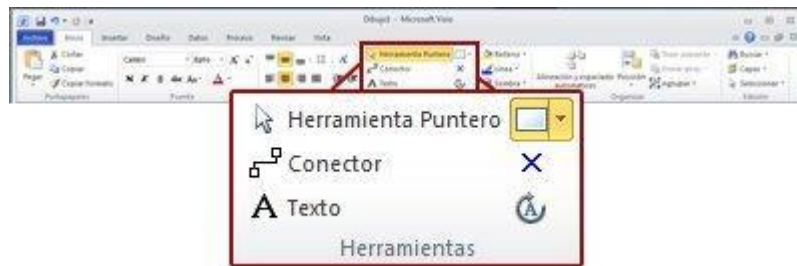 Dibujo1 - Microsoft Visio
Archivo Inicio Insertar Diseño Datos Proceso Revisar Vista
Pegar
Cortar
Copiar
Copiar formato
Portapapeles
Fuente
Herramienta Puntero
Conector
Texto
Relleno
Línea
Sombra
Alineación y espaciado automáticos
Posición
Agrupar
Organizar
Buscar
Capas
Seleccionar
Edición
Herramienta Puntero
Conector
A Texto
Herramientas